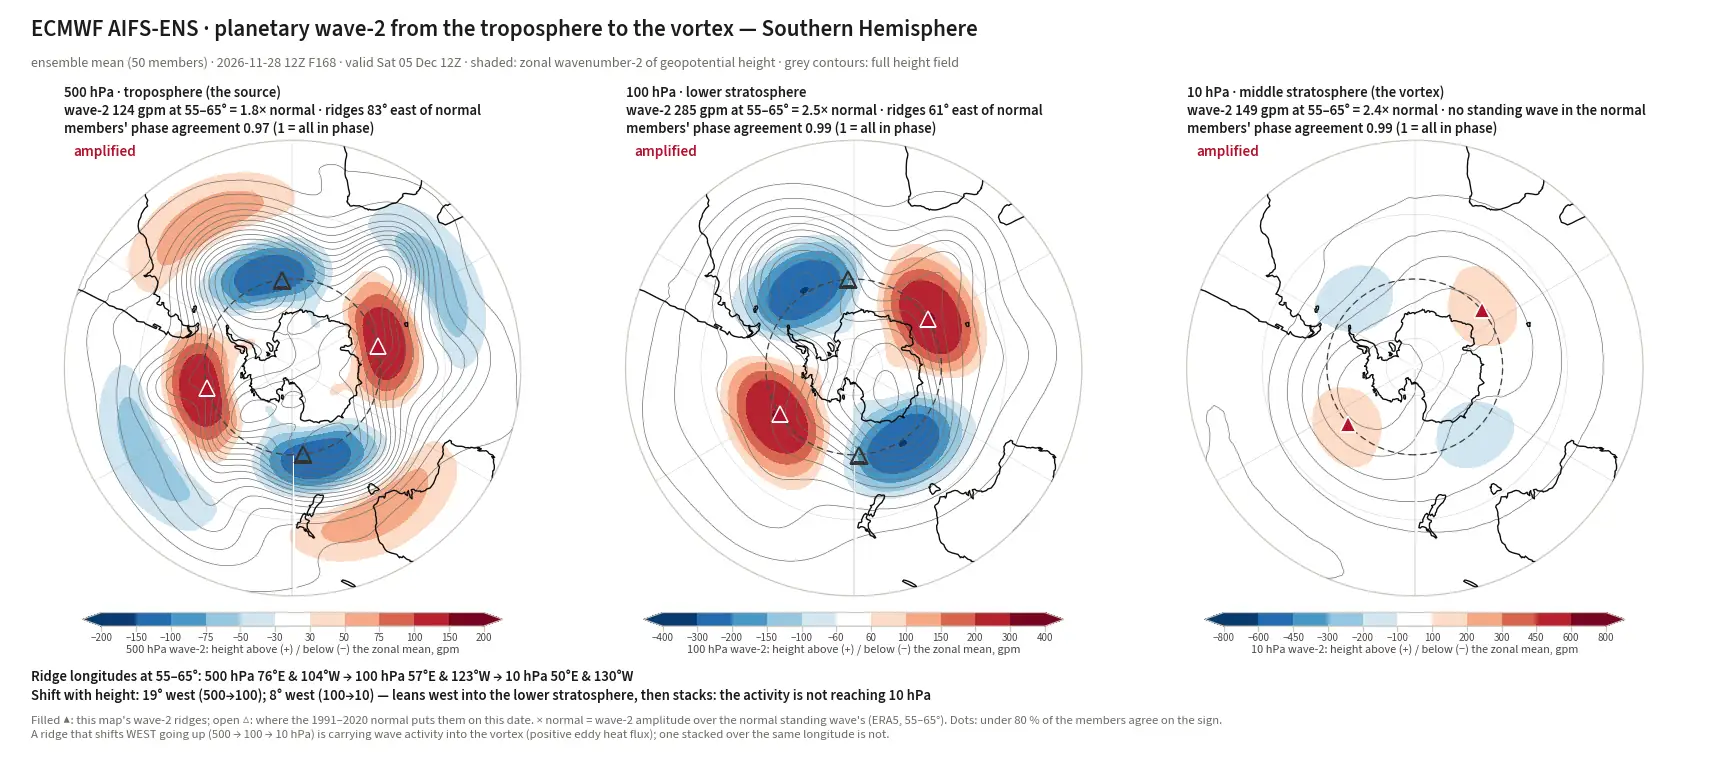 ECMWF AIFS-ENS · planetary wave-2 from the troposphere to the vortex — Southern Hemisphere
ensemble mean (50 members) · 2026-11-28 12Z F168 · valid Sat 05 Dec 12Z · shaded: zonal wavenumber-2 of geopotential height · grey contours: full height field
500 hPa · troposphere (the source)
wave-2 124 gpm at 55–65° = 1.8× normal · ridges 83° east of normal
members' phase agreement 0.97 (1 = all in phase)
amplified
100 hPa · lower stratosphere
wave-2 285 gpm at 55–65° = 2.5× normal · ridges 61° east of normal
members' phase agreement 0.99 (1 = all in phase)
amplified
10 hPa · middle stratosphere (the vortex)
wave-2 149 gpm at 55–65° = 2.4× normal · no standing wave in the normal
members' phase agreement 0.99 (1 = all in phase)
amplified
−200 −150 −100 −75 −50 −30 30 50 75 100 150 200
500 hPa wave-2: height above (+) / below (−) the zonal mean, gpm
−400 −300 −200 −150 −100 −60 60 100 150 200 300 400
100 hPa wave-2: height above (+) / below (−) the zonal mean, gpm
−800 −600 −450 −300 −200 −100 100 200 300 450 600 800
10 hPa wave-2: height above (+) / below (−) the zonal mean, gpm
Ridge longitudes at 55–65°: 500 hPa 76°E & 104°W → 100 hPa 57°E & 123°W → 10 hPa 50°E & 130°W
Shift with height: 19° west (500→100); 8° west (100→10) — leans west into the lower stratosphere, then stacks: the activity is not reaching 10 hPa
Filled ▲: this map's wave-2 ridges; open △: where the 1991–2020 normal puts them on this date. × normal = wave-2 amplitude over the normal standing wave's (ERA5, 55–65°). Dots: under 80 % of the members agree on the sign.
A ridge that shifts WEST going up (500 → 100 → 10 hPa) is carrying wave activity into the vortex (positive eddy heat flux); one stacked over the same longitude is not.